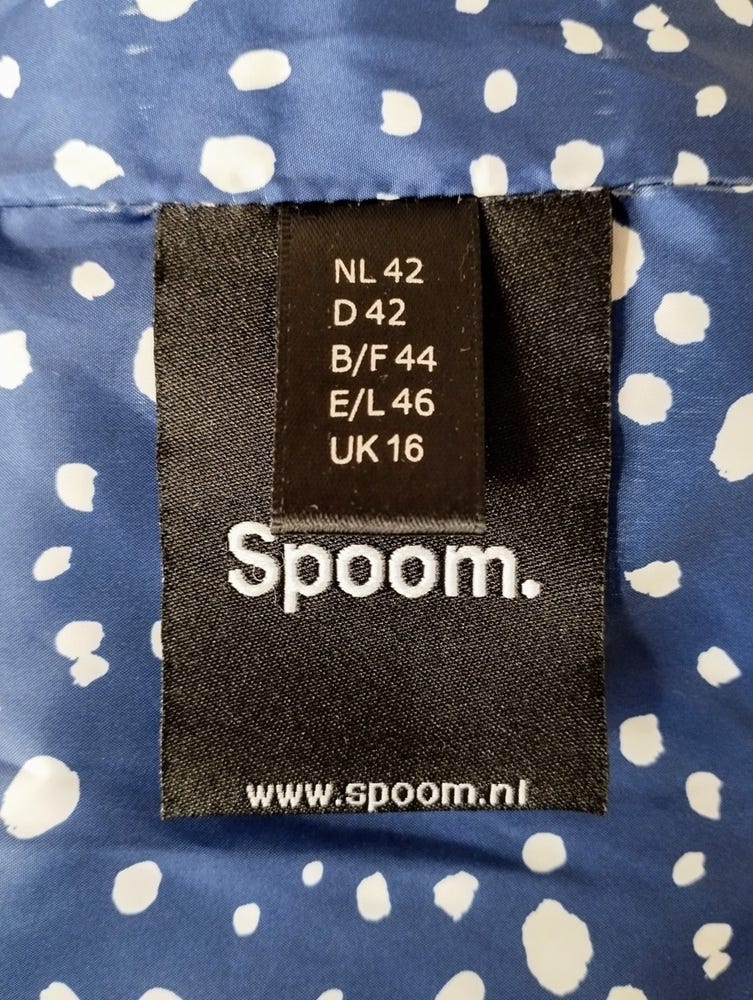 NL 42
D 42
B/F 44
E/L 46
UK 16
Spoom.
www.spoom.nl